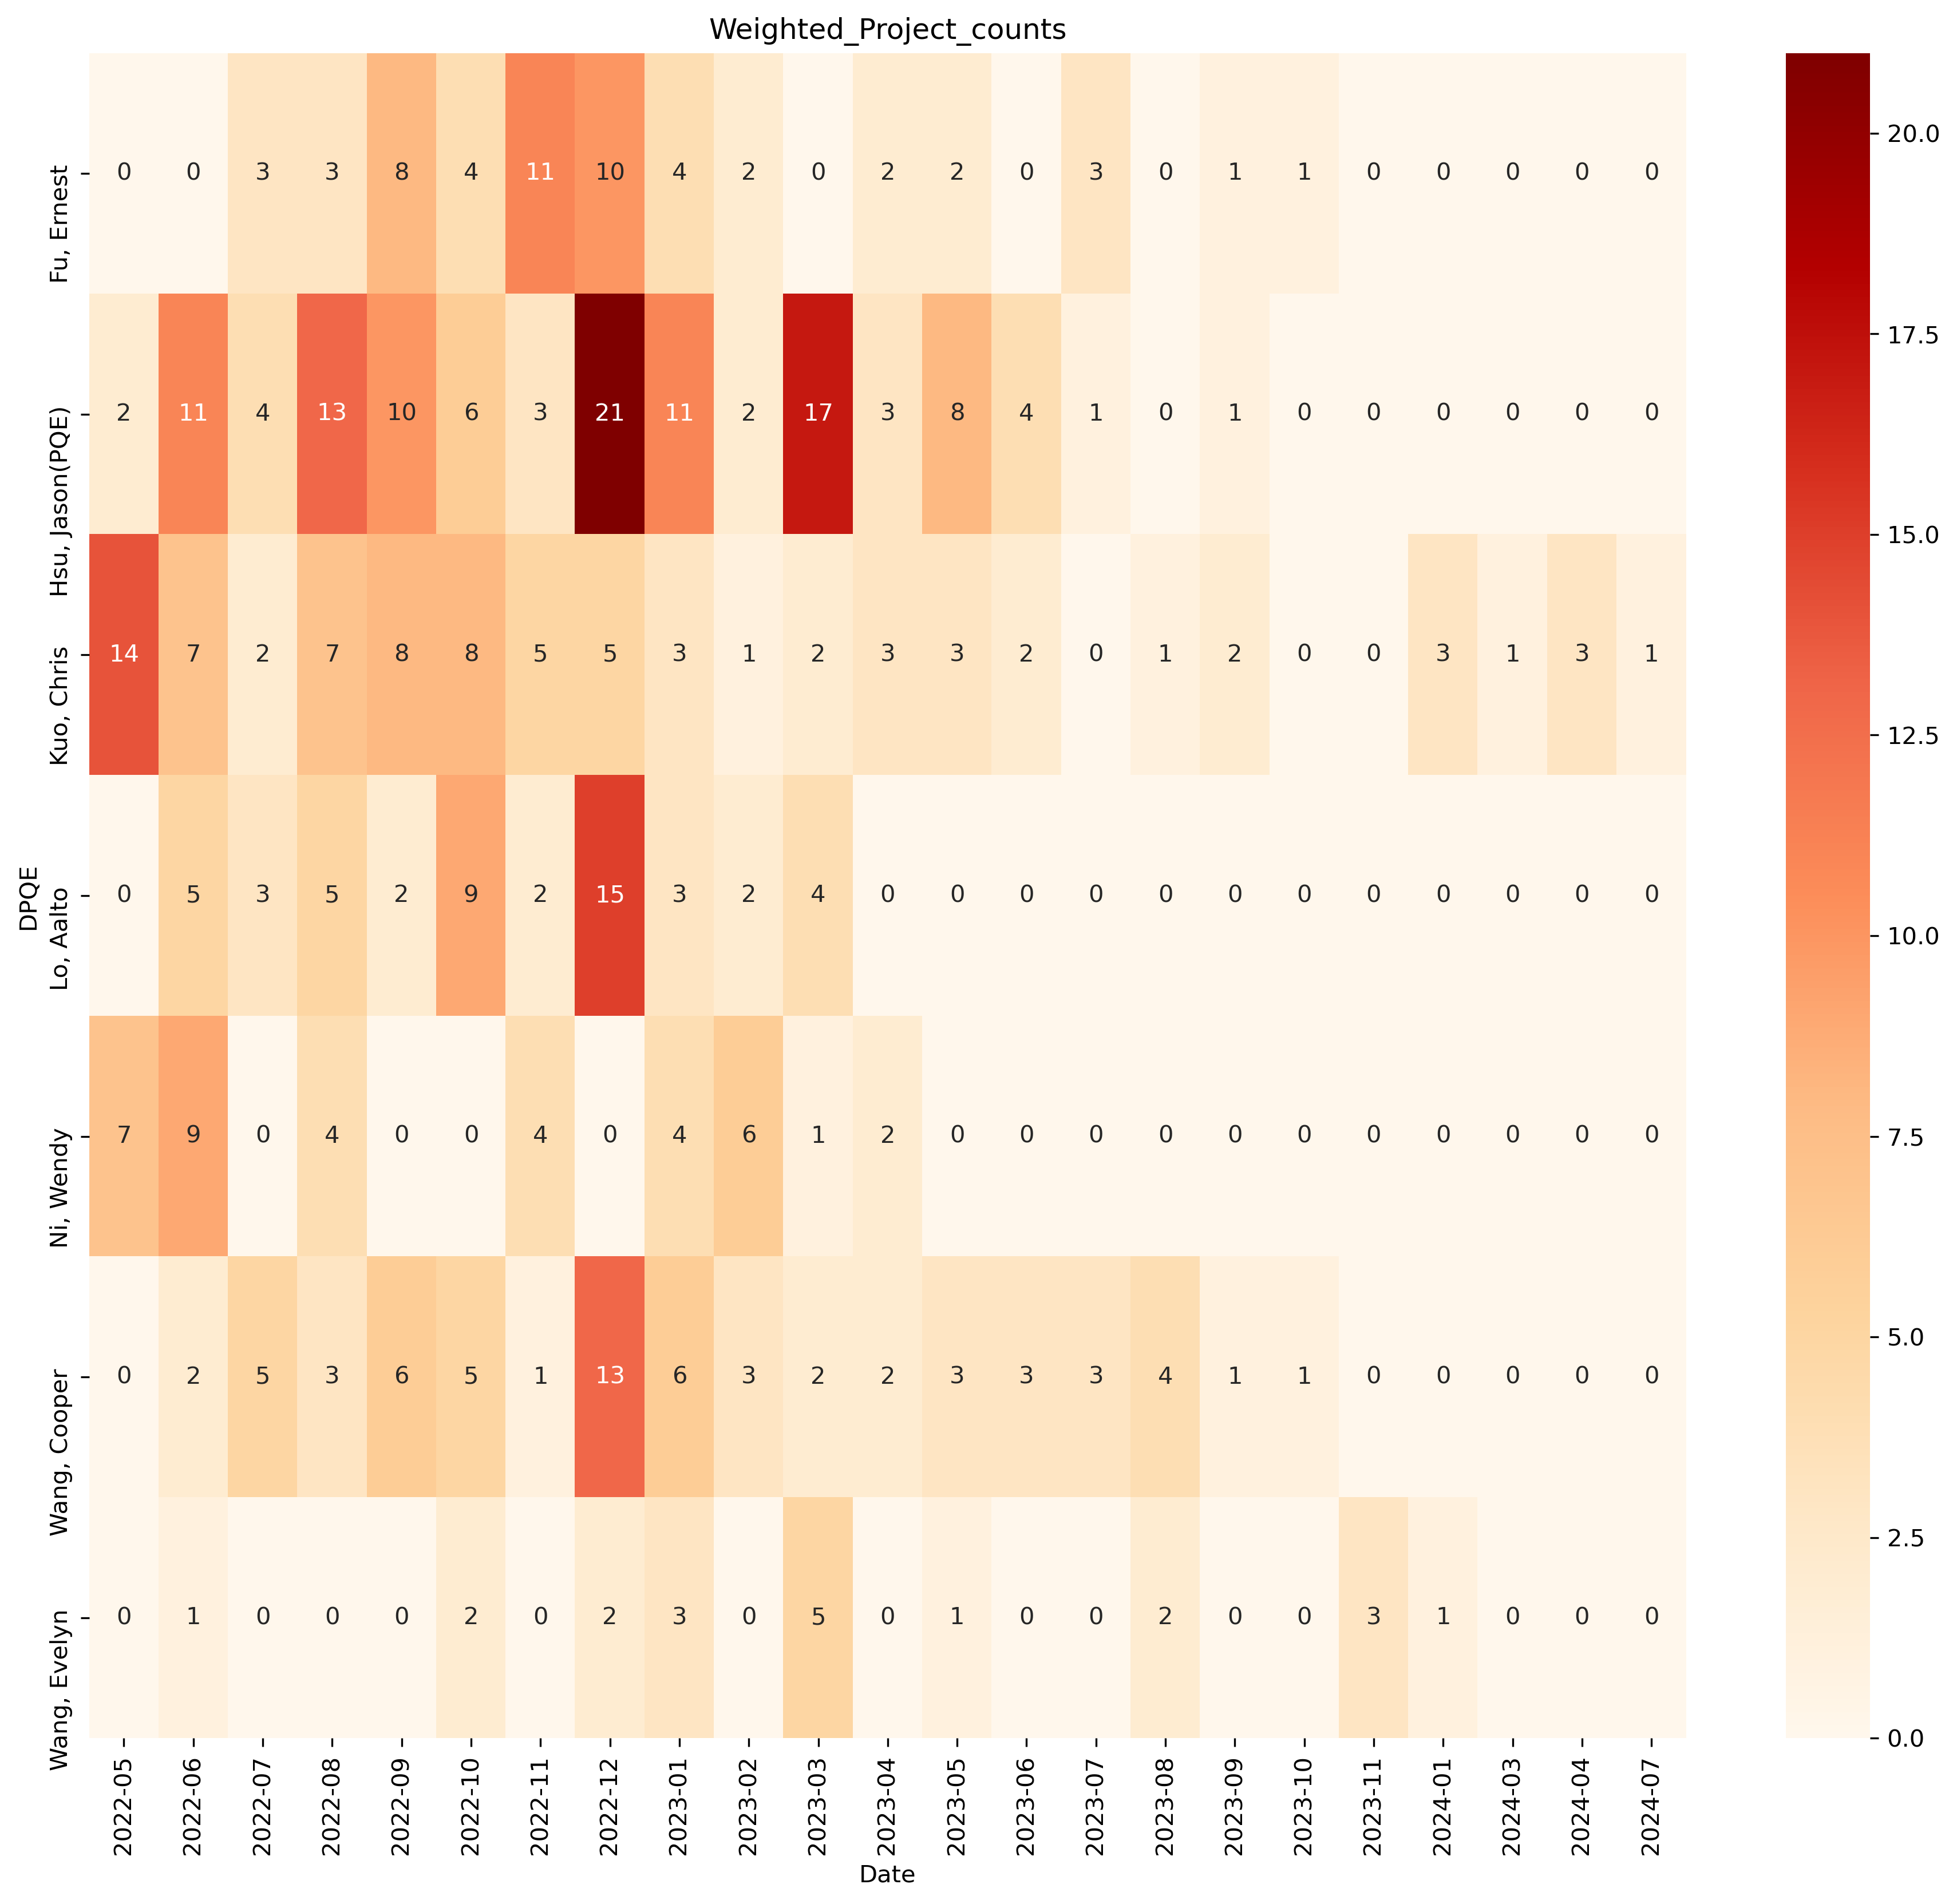 Weighted_Project_counts
DPQE
Fu, Ernest
0 0 3 3 8 4 11 10 4 2 0 2 2 0 3 0 1 1 0 0 0 0 0
Hsu, Jason(PQE)
2 11 4 13 10 6 3 21 11 2 17 3 8 4 1 0 1 0 0 0 0 0 0
Kuo, Chris
14 7 2 7 8 8 5 5 3 1 2 3 3 2 0 1 2 0 0 3 1 3 1
Lo, Aalto
0 5 3 5 2 9 2 15 3 2 4 0 0 0 0 0 0 0 0 0 0 0 0
Ni, Wendy
7 9 0 4 0 0 4 0 4 6 1 2 0 0 0 0 0 0 0 0 0 0 0
Wang, Cooper
0 2 5 3 6 5 1 13 6 3 2 2 3 3 3 4 1 1 0 0 0 0 0
Wang, Evelyn
0 1 0 0 0 2 0 2 3 0 5 0 1 0 0 2 0 0 3 1 0 0 0
2022-05 2022-06 2022-07 2022-08 2022-09 2022-10 2022-11 2022-12 2023-01 2023-02 2023-03 2023-04 2023-05 2023-06 2023-07 2023-08 2023-09 2023-10 2023-11 2024-01 2024-03 2024-04 2024-07
Date
20.0
17.5
15.0
12.5
10.0
7.5
5.0
2.5
0.0